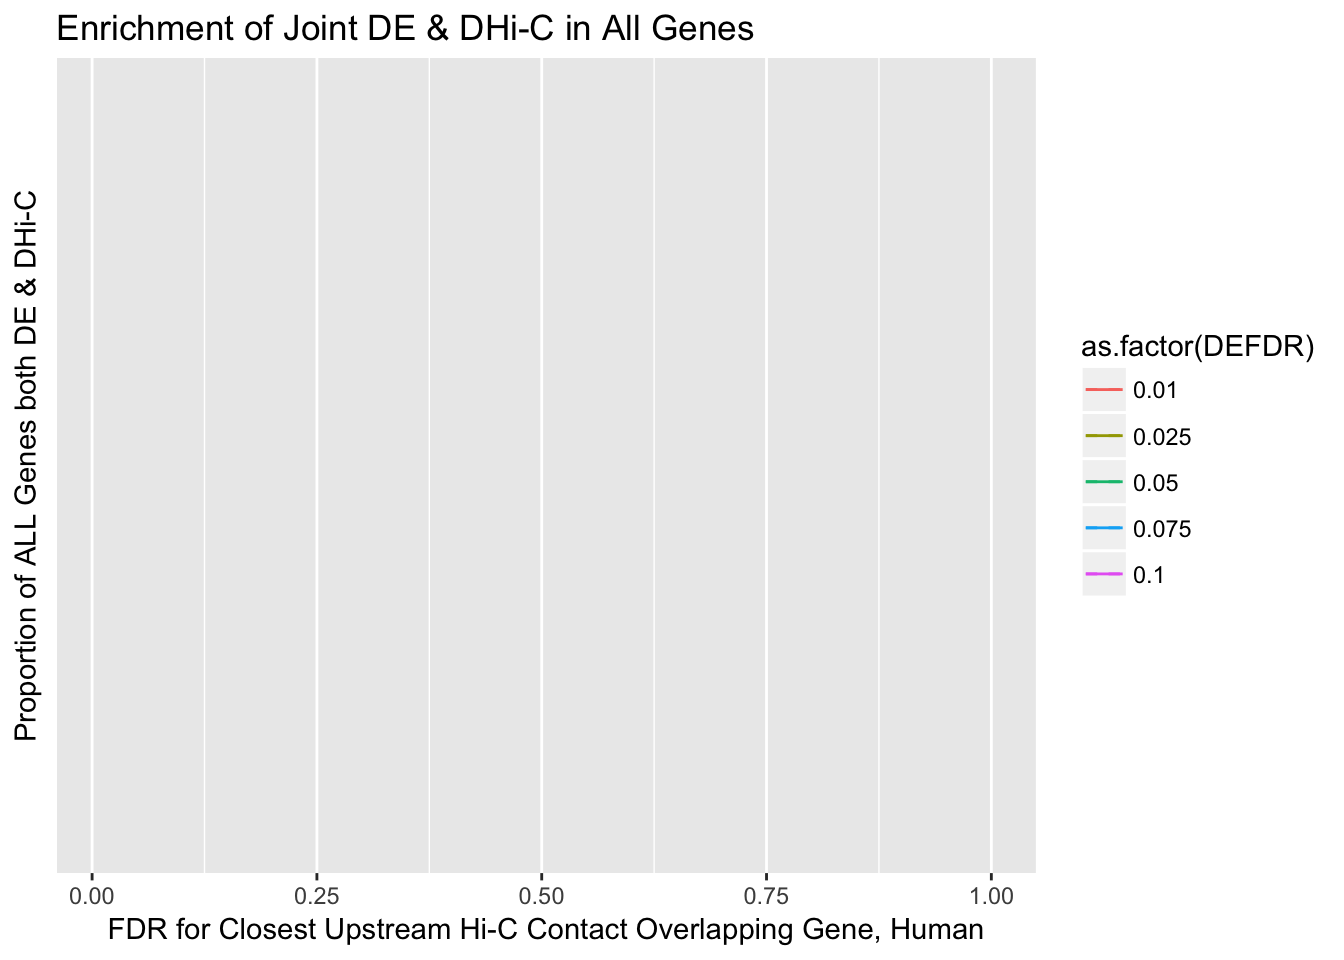 Enrichment of Joint DE & DHi-C in All Genes
Proportion of ALL Genes both DE & DHi-C
0.00
0.25
0.50
0.75
1.00
FDR for Closest Upstream Hi-C Contact Overlapping Gene, Human
as.factor(DEFDR)
0.01
0.025
0.05
0.075
0.1